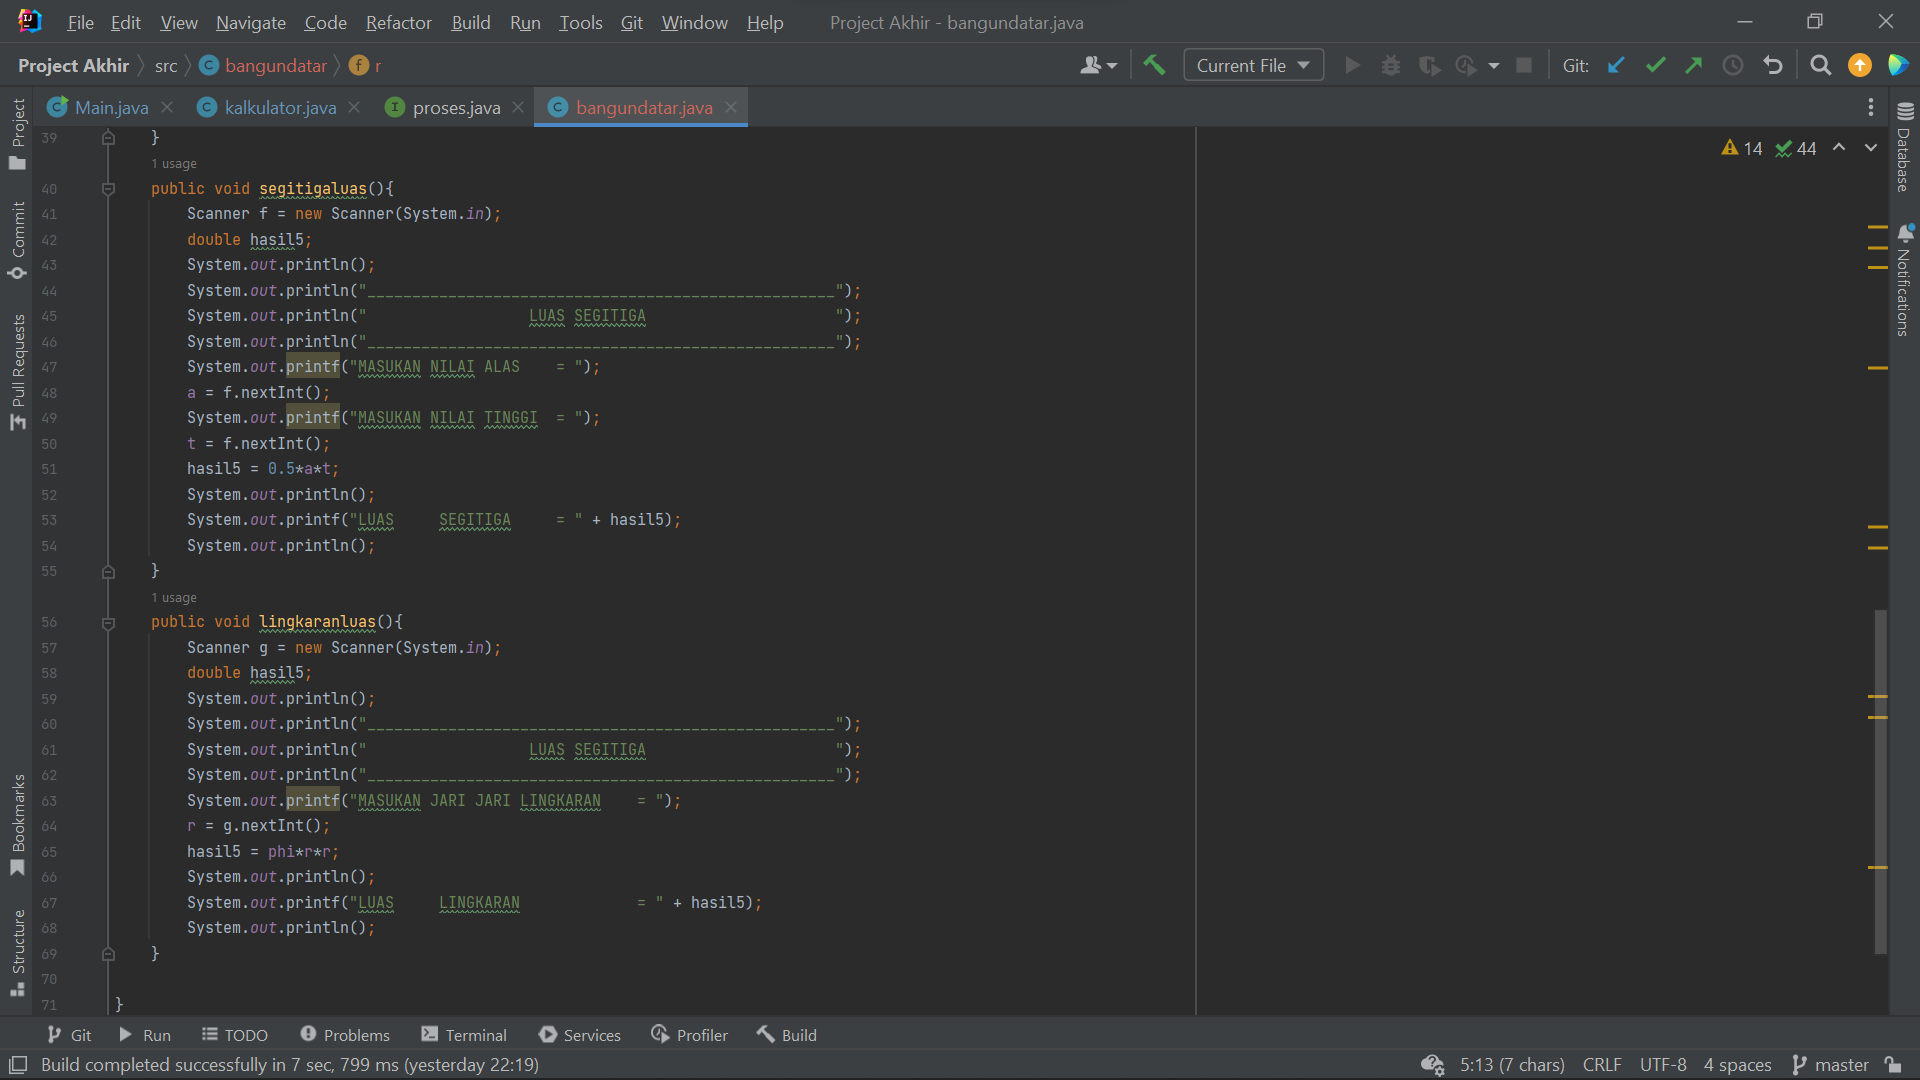 File Edit View Navigate Code Refactor Build Run Tools Git Window Help Project Akhir - bangundatar.java
Project Akhir src bangundatar r Current File Git:
Main.java kalkulator.java proses.java bangundatar.java
14 44
Project
Commit
Pull Requests
Bookmarks
Structure
Database
Notifications
39 }
1 usage
40 public void segitigaluas(){
41 Scanner f = new Scanner(System.in);
42 double hasil5;
43 System.out.println();
44 System.out.println("____________________________________________________");
45 System.out.println("                  LUAS SEGITIGA                     ");
46 System.out.println("____________________________________________________");
47 System.out.printf("MASUKAN NILAI ALAS    = ");
48 a = f.nextInt();
49 System.out.printf("MASUKAN NILAI TINGGI  = ");
50 t = f.nextInt();
51 hasil5 = 0.5*a*t;
52 System.out.println();
53 System.out.printf("LUAS     SEGITIGA     = " + hasil5);
54 System.out.println();
55 }
1 usage
56 public void lingkaranluas(){
57 Scanner g = new Scanner(System.in);
58 double hasil5;
59 System.out.println();
60 System.out.println("____________________________________________________");
61 System.out.println("                  LUAS SEGITIGA                     ");
62 System.out.println("____________________________________________________");
63 System.out.printf("MASUKAN JARI JARI LINGKARAN    = ");
64 r = g.nextInt();
65 hasil5 = phi*r*r;
66 System.out.println();
67 System.out.printf("LUAS     LINGKARAN             = " + hasil5);
68 System.out.println();
69 }
70
71 }
Git Run TODO Problems Terminal Services Profiler Build
Build completed successfully in 7 sec, 799 ms (yesterday 22:19) 5:13 (7 chars) CRLF UTF-8 4 spaces master